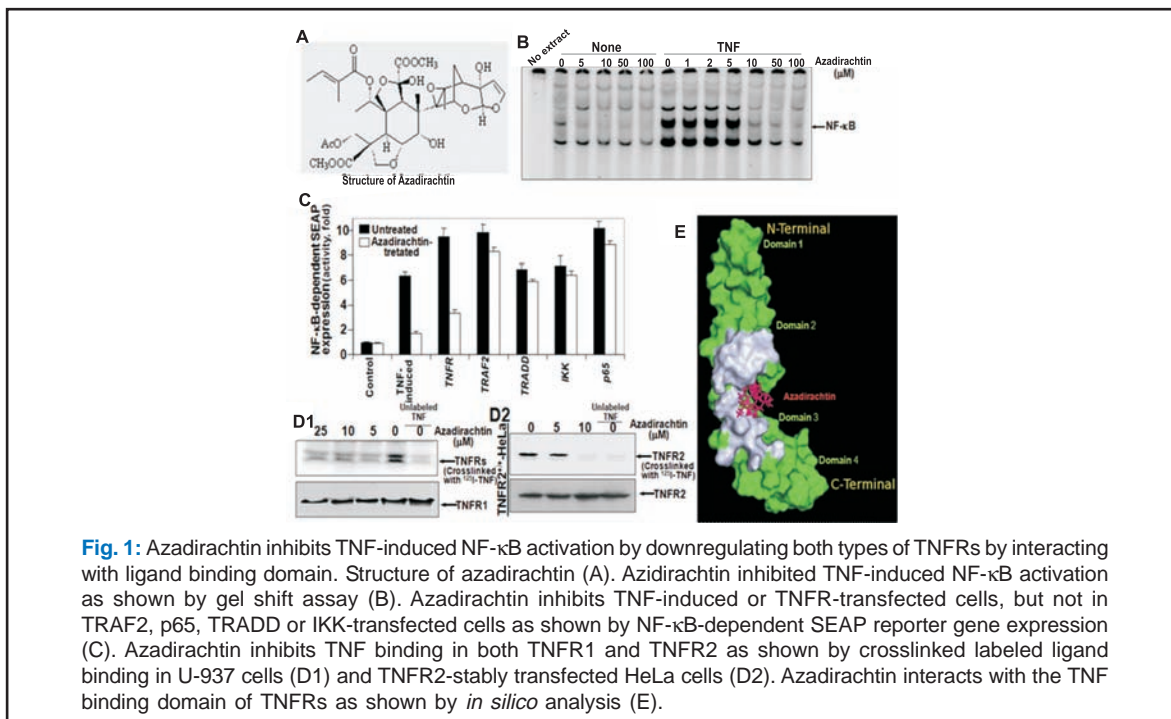 A
COOCH₃
OH
O
OH
AcO
CH₃OOC
H
OH
H
Structure of Azadirachtin
B
No extract
None
TNF
0 5 10 50 100 0 1 2 5 10 50 100
Azadirachtin
(μM)
NF-κB
C
NF-κB-dependent SEAP
expression (activity, fold)
10
8
6
4
2
0
Untreated
Azadirachtin-
tretated
Control
TNF-
induced
TNFR
TRAF2
TRADD
IKK
p65
D1
Unlabeled
TNF
25 10 5 0 0
Azadirachtin
(μM)
TNFRs
(Crosslinked
with ¹²⁵I-TNF)
TNFR1
D2
Unlabeled
TNF
0 5 10 0
Azadirachtin
(μM)
-HeLa
TNFR2
(Crosslinked
with ¹²⁵I-TNF)
TNFR2
E
N-Terminal
Domain 1
Domain 2
Azadirachtin
Domain 3
Domain 4
C-Terminal
Fig. 1: Azadirachtin inhibits TNF-induced NF-κB activation by downregulating both types of TNFRs by interacting
with ligand binding domain. Structure of azadirachtin (A). Azidirachtin inhibited TNF-induced NF-κB activation
as shown by gel shift assay (B). Azadirachtin inhibits TNF-induced or TNFR-transfected cells, but not in
TRAF2, p65, TRADD or IKK-transfected cells as shown by NF-κB-dependent SEAP reporter gene expression
(C). Azadirachtin inhibits TNF binding in both TNFR1 and TNFR2 as shown by crosslinked labeled ligand
binding in U-937 cells (D1) and TNFR2-stably transfected HeLa cells (D2). Azadirachtin interacts with the TNF
binding domain of TNFRs as shown by in silico analysis (E).